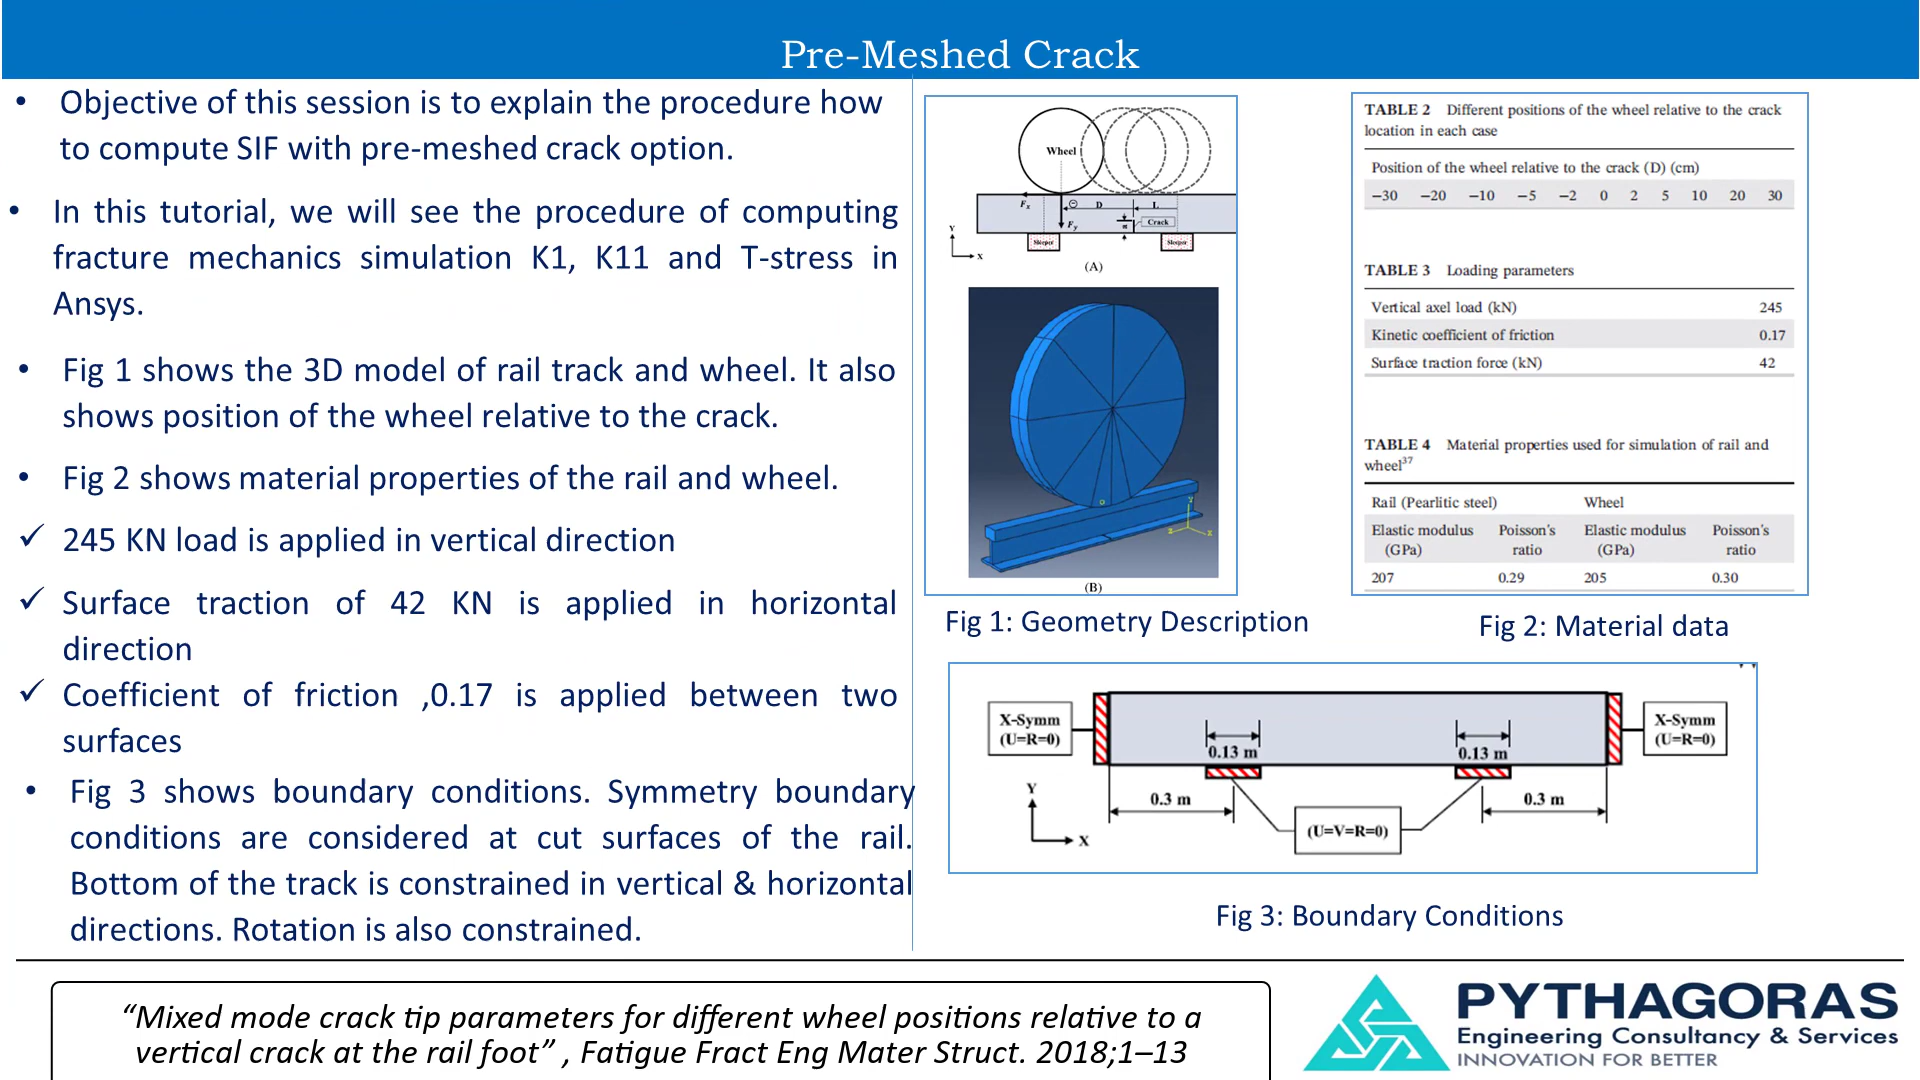 Pre-Meshed Crack
• Objective of this session is to explain the procedure how
to compute SIF with pre-meshed crack option.
• In this tutorial, we will see the procedure of computing
fracture mechanics simulation K1, K11 and T-stress in
Ansys.
• Fig 1 shows the 3D model of rail track and wheel. It also
shows position of the wheel relative to the crack.
• Fig 2 shows material properties of the rail and wheel.
✓ 245 KN load is applied in vertical direction
✓ Surface traction of 42 KN is applied in horizontal
direction
✓ Coefficient of friction ,0.17 is applied between two
surfaces
• Fig 3 shows boundary conditions. Symmetry boundary
conditions are considered at cut surfaces of the rail.
Bottom of the track is constrained in vertical & horizontal
directions. Rotation is also constrained.
Wheel
Fx D L
Fy Crack
Y
X
Sleeper Sleeper
(A)
Y
X
Z
(B)
Fig 1: Geometry Description
TABLE 2 Different positions of the wheel relative to the crack
location in each case
Position of the wheel relative to the crack (D) (cm)
−30 −20 −10 −5 −2 0 2 5 10 20 30
TABLE 3 Loading parameters
Vertical axel load (kN) 245
Kinetic coefficient of friction 0.17
Surface traction force (kN) 42
TABLE 4 Material properties used for simulation of rail and
wheel37
Rail (Pearlitic steel) Wheel
Elastic modulus Poisson's Elastic modulus Poisson's
(GPa) ratio (GPa) ratio
207 0.29 205 0.30
Fig 2: Material data
X-Symm
(U=R=0)
0.13 m 0.13 m
X-Symm
(U=R=0)
0.3 m 0.3 m
Y
X
(U=V=R=0)
Fig 3: Boundary Conditions
“Mixed mode crack tip parameters for different wheel positions relative to a
vertical crack at the rail foot” , Fatigue Fract Eng Mater Struct. 2018;1–13
PYTHAGORAS
Engineering Consultancy & Services
INNOVATION FOR BETTER